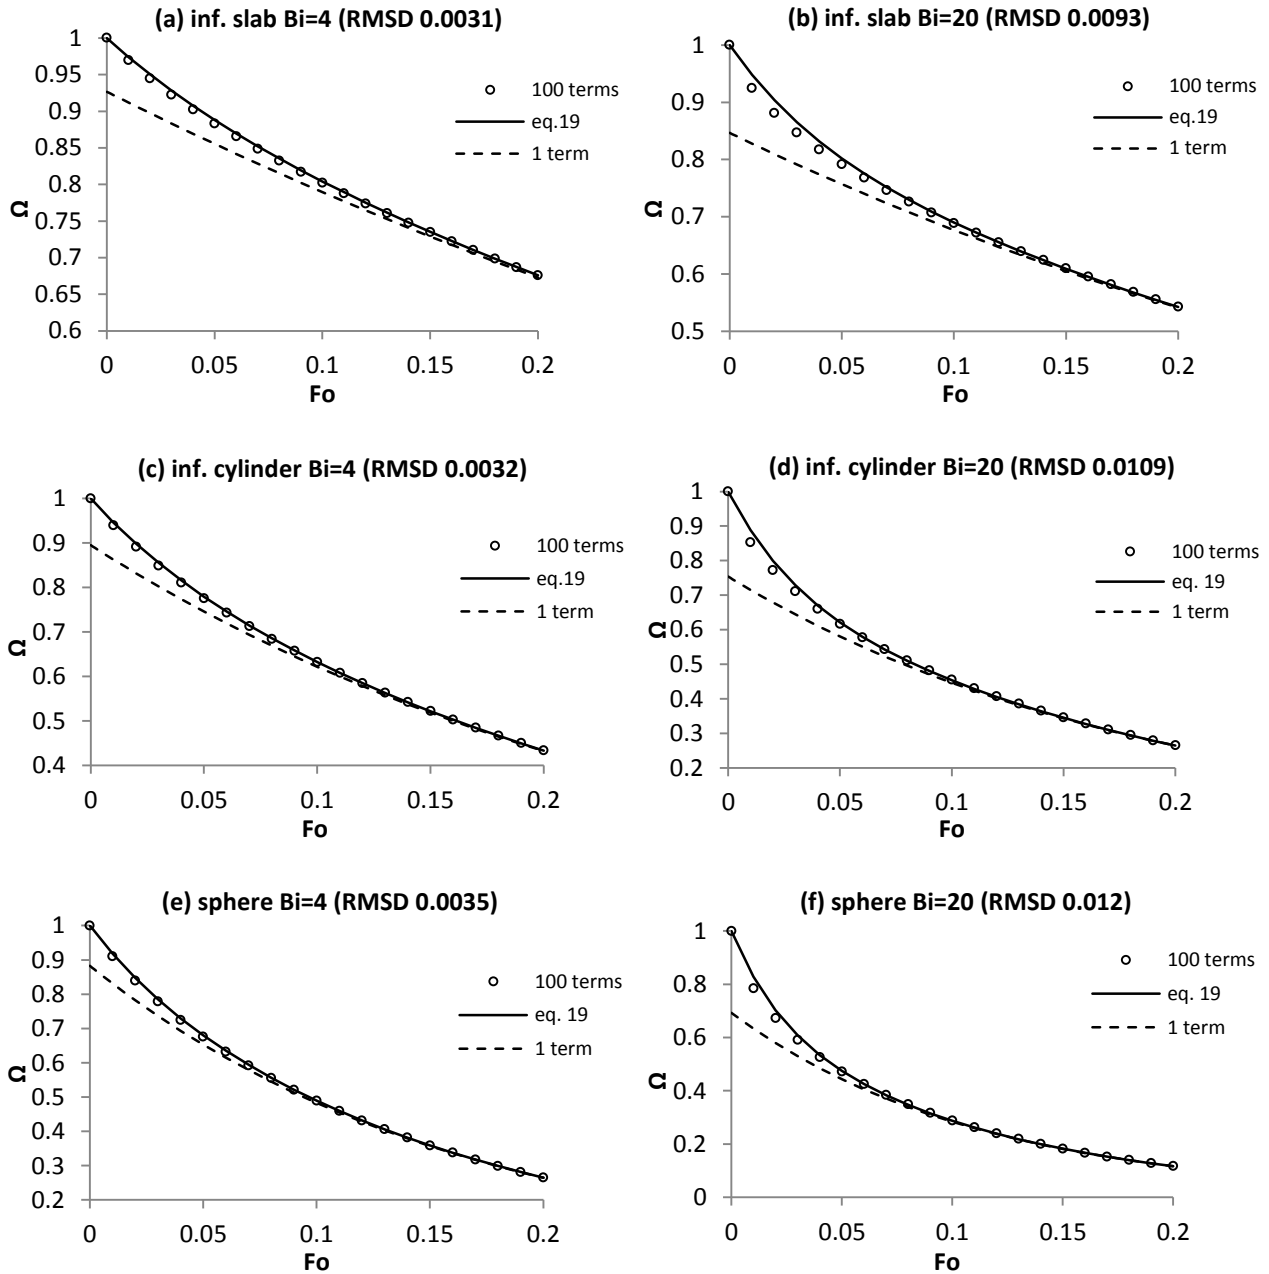 (a) inf. slab Bi=4 (RMSD 0.0031)
1
0.95
0.9
0.85
0.8
0.75
0.7
0.65
0.6
Ω
100 terms
eq.19
1 term
0
0.05
0.1
0.15
0.2
Fo
(b) inf. slab Bi=20 (RMSD 0.0093)
1
0.9
0.8
0.7
0.6
0.5
Ω
100 terms
eq.19
1 term
0
0.05
0.1
0.15
0.2
Fo
(c) inf. cylinder Bi=4 (RMSD 0.0032)
1
0.9
0.8
0.7
0.6
0.5
0.4
Ω
100 terms
eq.19
1 term
0
0.05
0.1
0.15
0.2
Fo
(d) inf. cylinder Bi=20 (RMSD 0.0109)
1
0.9
0.8
0.7
0.6
0.5
0.4
0.3
0.2
Ω
100 terms
eq. 19
1 term
0
0.05
0.1
0.15
0.2
Fo
(e) sphere Bi=4 (RMSD 0.0035)
1
0.9
0.8
0.7
0.6
0.5
0.4
0.3
0.2
Ω
100 terms
eq. 19
1 term
0
0.05
0.1
0.15
0.2
Fo
(f) sphere Bi=20 (RMSD 0.012)
1
0.8
0.6
0.4
0.2
0
Ω
100 terms
eq. 19
1 term
0
0.05
0.1
0.15
0.2
Fo